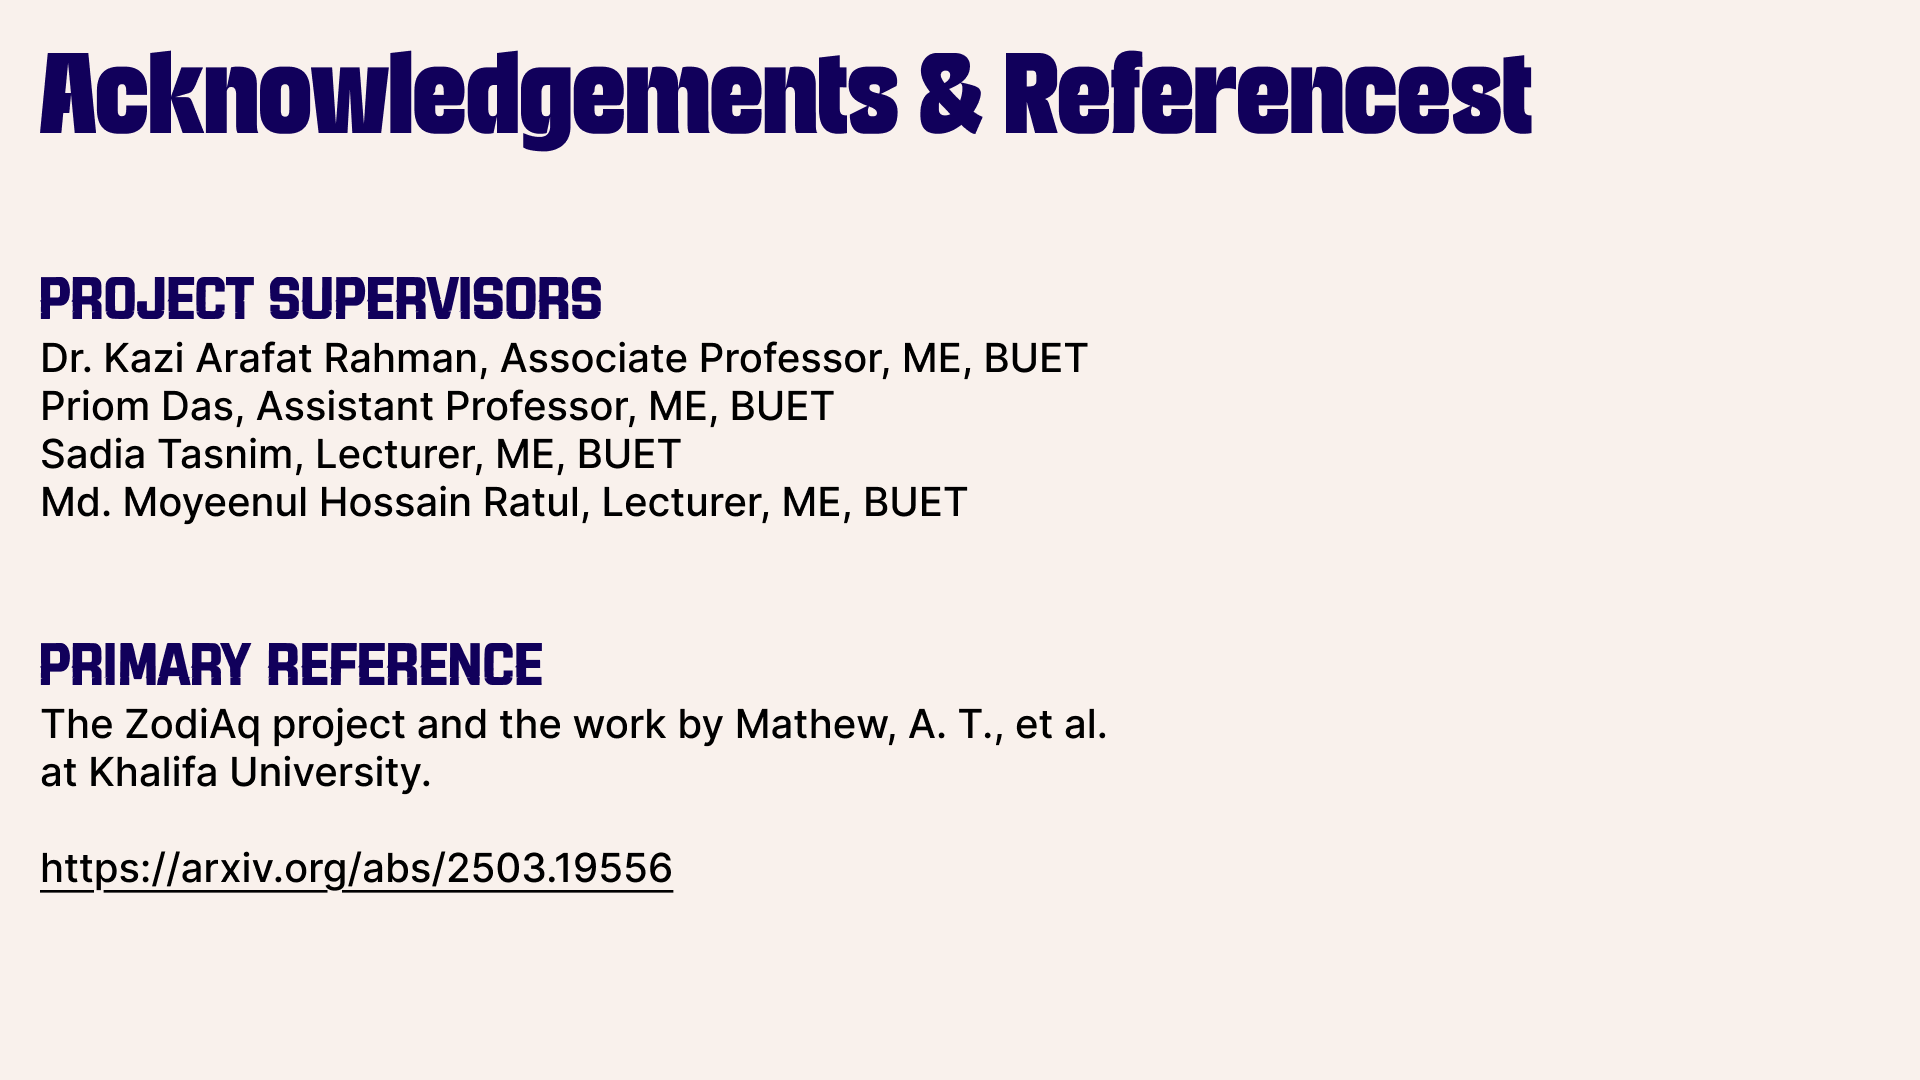 Acknowledgements & Referencest
PROJECT SUPERVISORS
Dr. Kazi Arafat Rahman, Associate Professor, ME, BUET
Priom Das, Assistant Professor, ME, BUET
Sadia Tasnim, Lecturer, ME, BUET
Md. Moyeenul Hossain Ratul, Lecturer, ME, BUET
PRIMARY REFERENCE
The ZodiAq project and the work by Mathew, A. T., et al.
at Khalifa University.
https://arxiv.org/abs/2503.19556